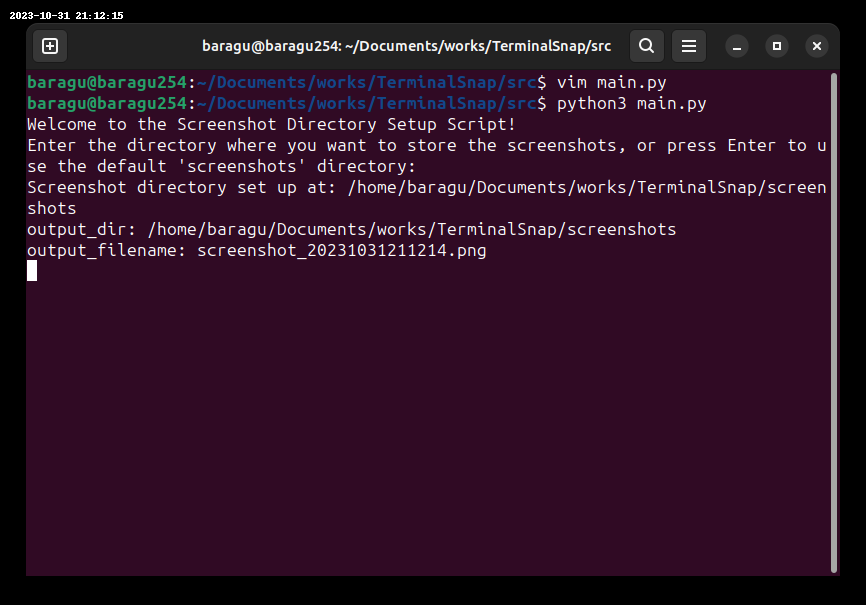 2023-10-31 21:12:15
baragu@baragu254: ~/Documents/works/TerminalSnap/src
baragu@baragu254:~/Documents/works/TerminalSnap/src$ vim main.py
baragu@baragu254:~/Documents/works/TerminalSnap/src$ python3 main.py
Welcome to the Screenshot Directory Setup Script!
Enter the directory where you want to store the screenshots, or press Enter to u
se the default 'screenshots' directory:
Screenshot directory set up at: /home/baragu/Documents/works/TerminalSnap/screen
shots
output_dir: /home/baragu/Documents/works/TerminalSnap/screenshots
output_filename: screenshot_20231031211214.png